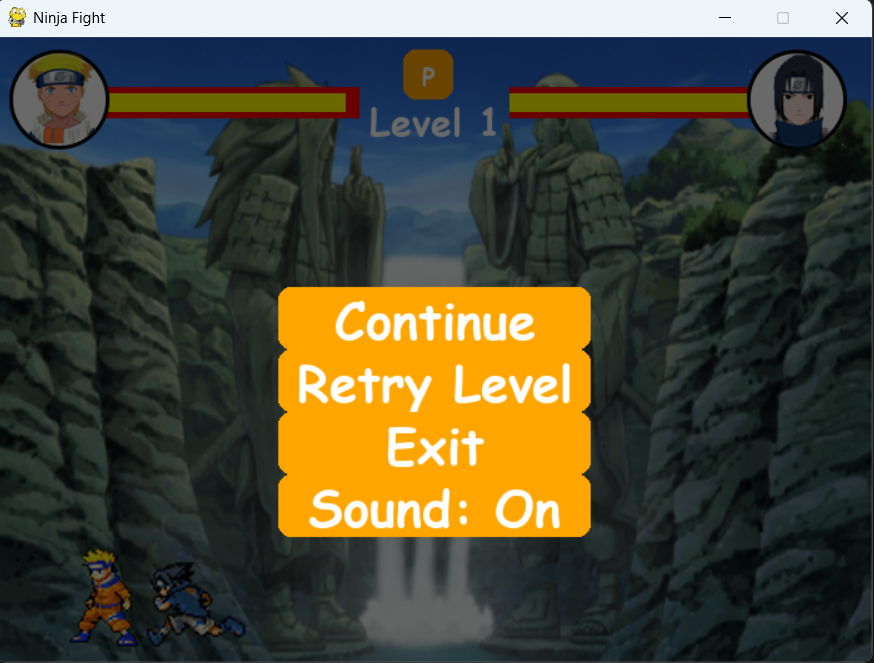 Ninja Fight
P
Level 1
Continue
Retry Level
Exit
Sound: On